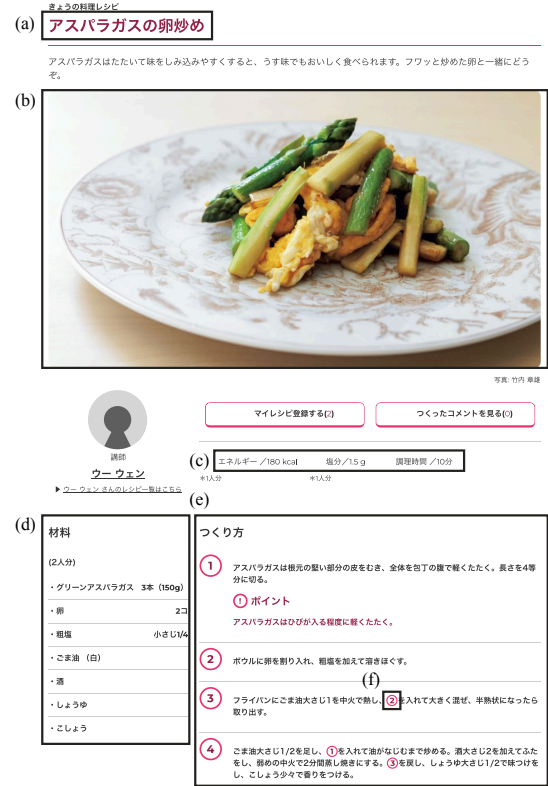 きょうの料理レシピ
(a) アスパラガスの卵炒め
アスパラガスはたたいて味をしみ込みやすくすると、うす味でもおいしく食べられます。フワッと炒めた卵と一緒にどう
ぞ。
(b)
写真: 竹内 章雄
マイレシピ登録する(2) つくったコメントを見る(0)
講師
ウー ウェン
▶ ウー ウェン さんのレシピ一覧はこちら
(c) エネルギー ／180 kcal 塩分／1.5 g 調理時間 ／10分
＊1人分 ＊1人分
(d) 材料
(2人分)
・グリーンアスパラガス 3本（150g）
・卵 2コ
・粗塩 小さじ1/4
・ごま油 （白）
・酒
・しょうゆ
・こしょう
(e)
つくり方
1 アスパラガスは根元の堅い部分の皮をむき、全体を包丁の腹で軽くたたく。長さを4等
分に切る。
! ポイント
アスパラガスはひびが入る程度に軽くたたく。
2 ボウルに卵を割り入れ、粗塩を加えて溶きほぐす。
(f)
3 フライパンにごま油大さじ1を中火で熱し、②を入れて大きく混ぜ、半熟状になったら
取り出す。
4 ごま油大さじ1/2を足し、①を入れて油がなじむまで炒める。酒大さじ2を加えてふた
をし、弱めの中火で2分間蒸し焼きにする。③を戻し、しょうゆ大さじ1/2で味つけを
し、こしょう少々で香りをつける。